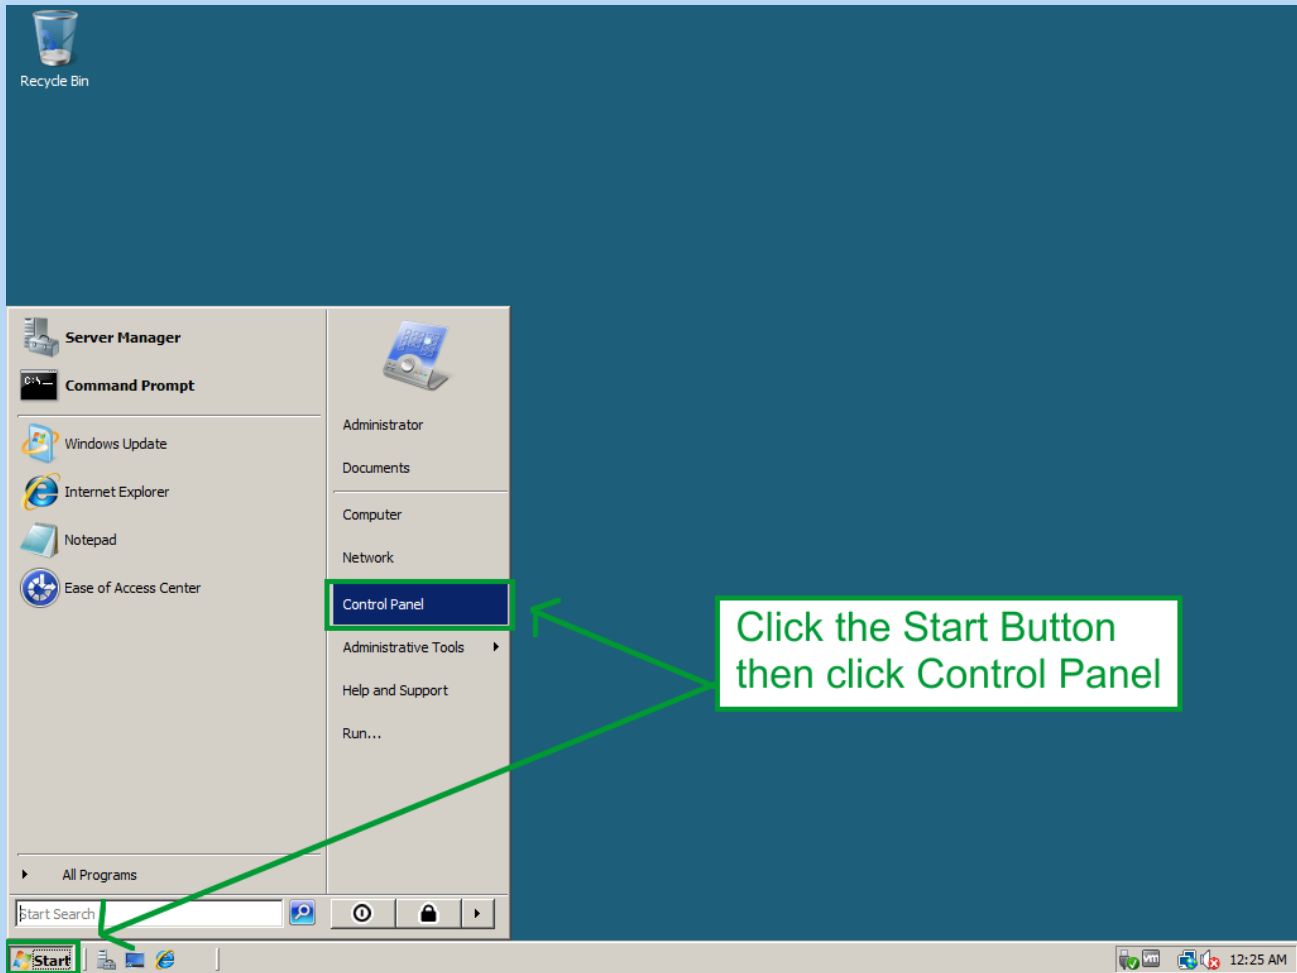 Recycle Bin
Server Manager
Command Prompt
Windows Update
Internet Explorer
Notepad
Ease of Access Center
All Programs
Start Search
Administrator
Documents
Computer
Network
Control Panel
Administrative Tools
Help and Support
Run...
Click the Start Button
then click Control Panel
Start
vm
12:25 AM